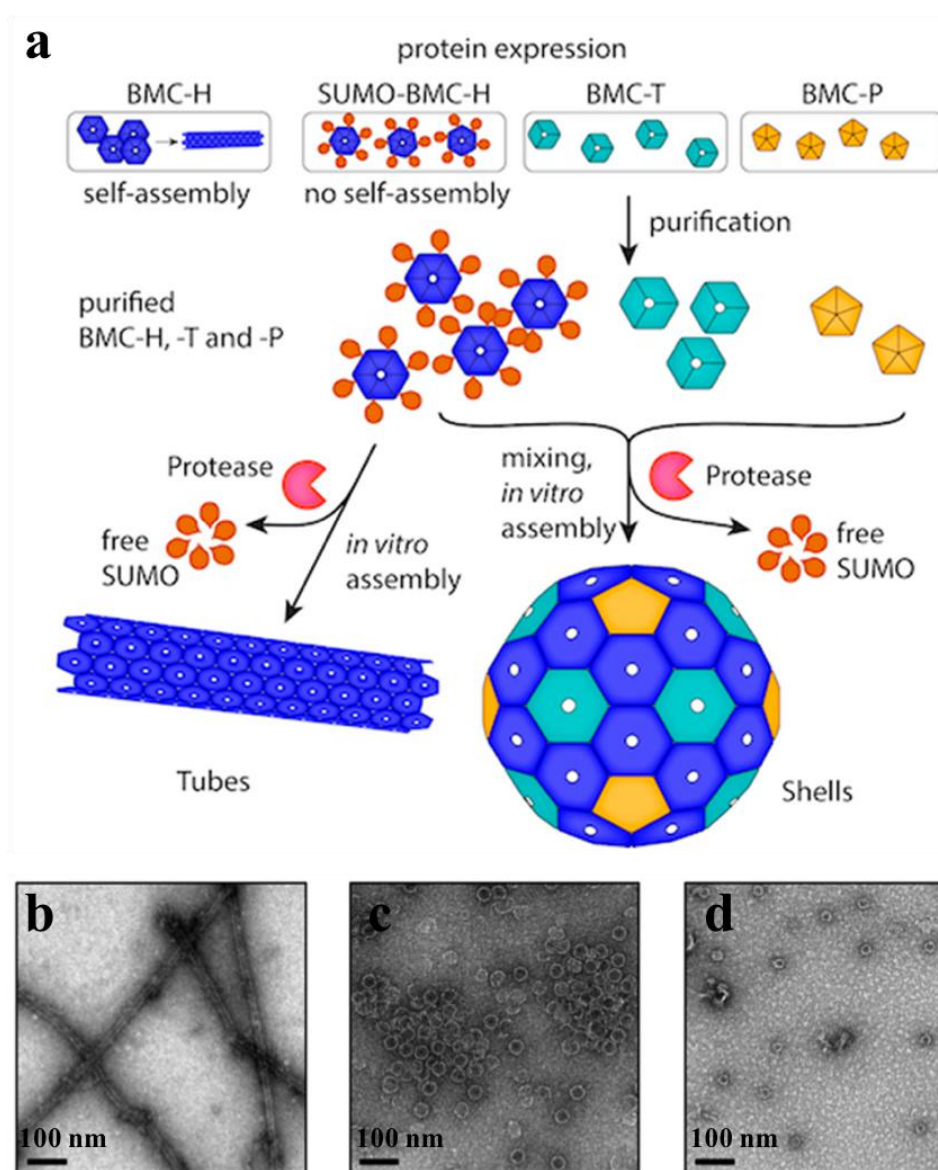 a
protein expression
BMC-H
SUMO-BMC-H
BMC-T
BMC-P
self-assembly
no self-assembly
purification
purified
BMC-H, -T and -P
Protease
mixing,
in vitro
assembly
Protease
free
SUMO
in vitro
assembly
free
SUMO
Tubes
Shells
b
c
d
100 nm
100 nm
100 nm